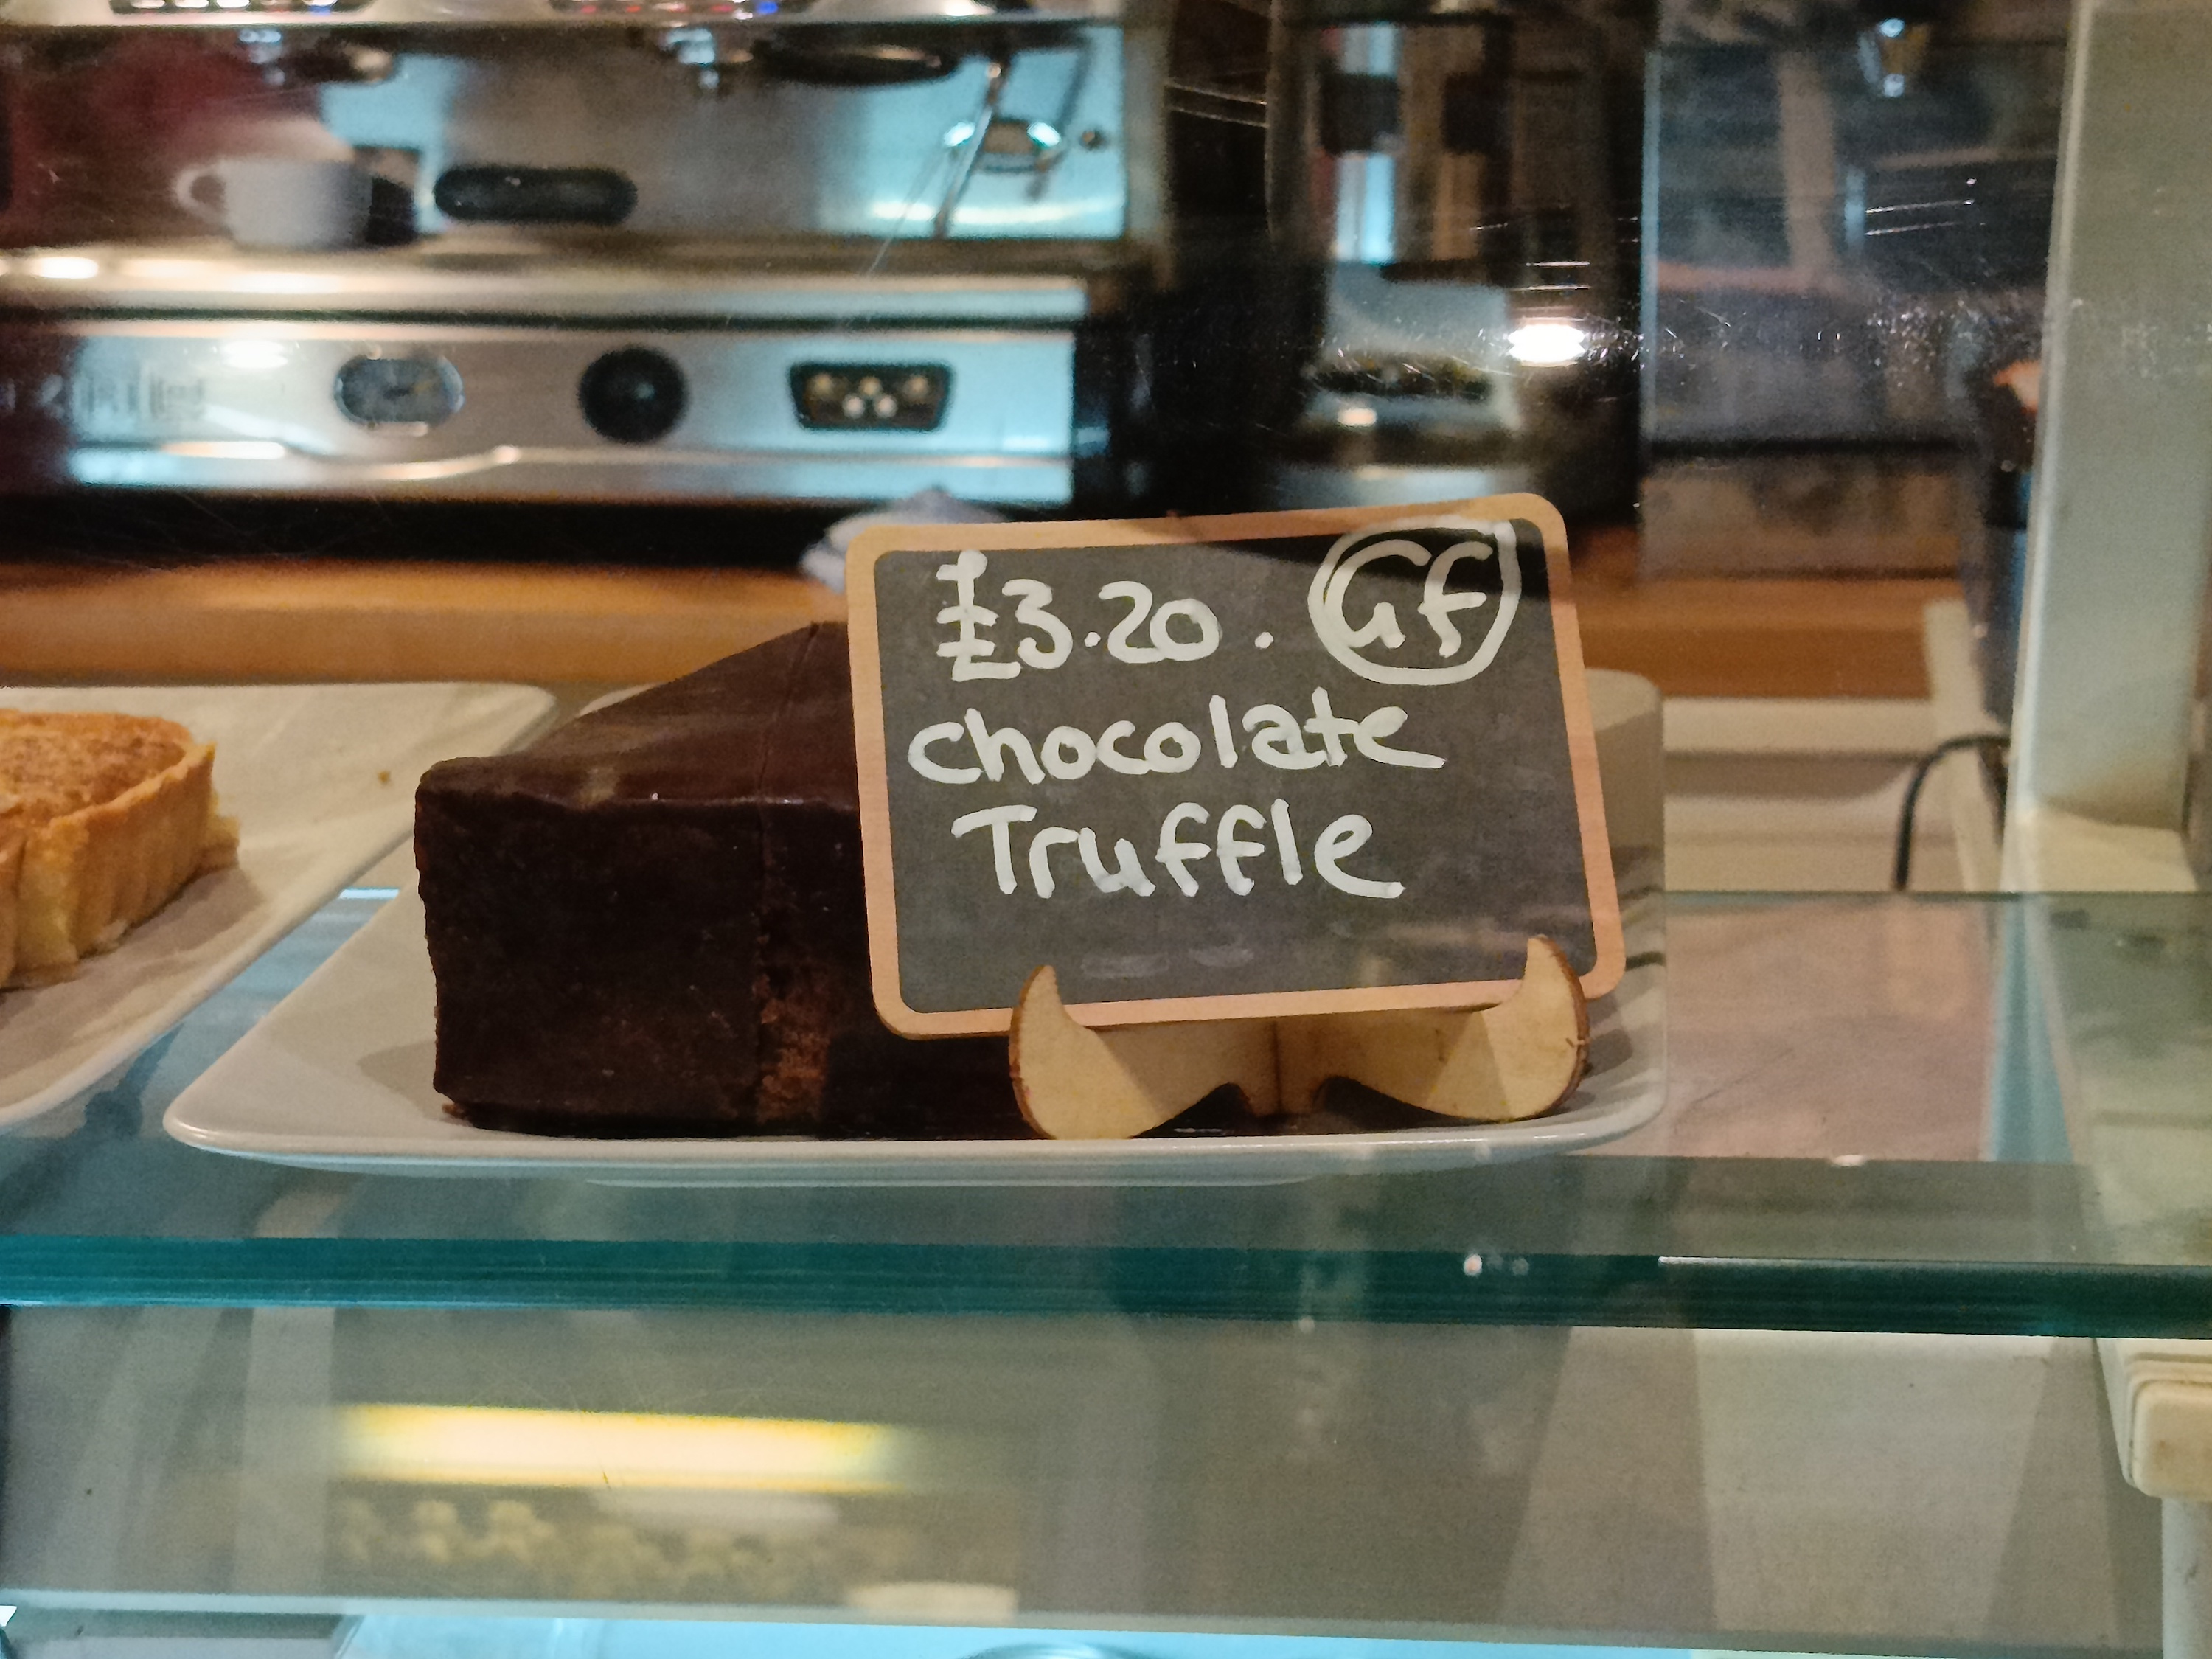 £3.20. Gf
chocolate
Truffle